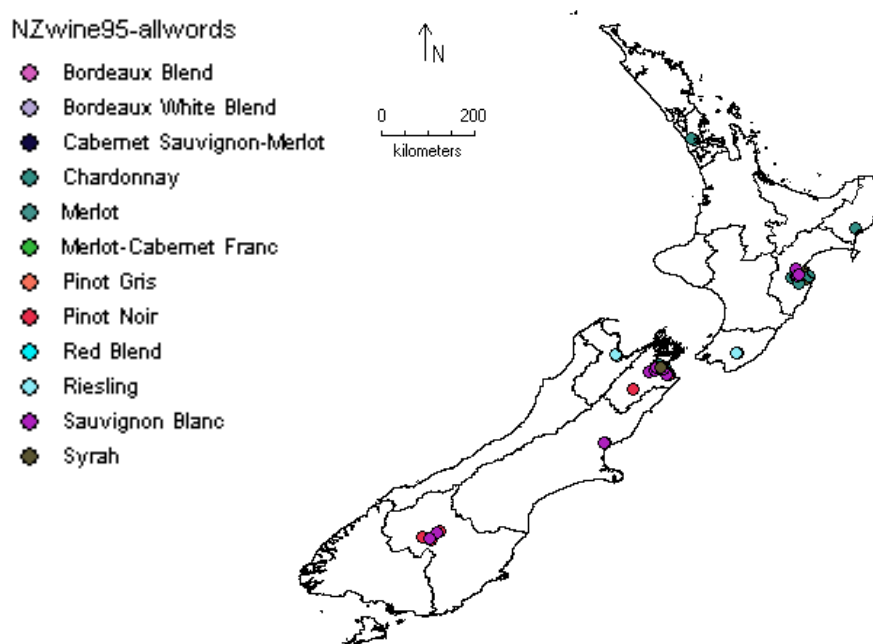 NZwine95-allwords
Bordeaux Blend
Bordeaux White Blend
Cabernet Sauvignon-Merlot
Chardonnay
Merlot
Merlot-Cabernet Franc
Pinot Gris
Pinot Noir
Red Blend
Riesling
Sauvignon Blanc
Syrah
N
0 200
kilometers